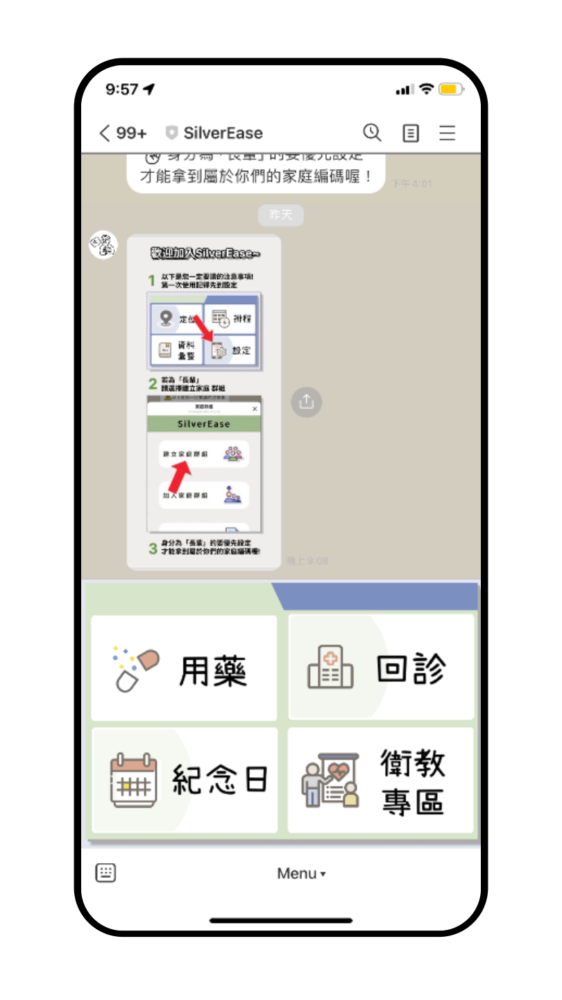 9:57
99+
SilverEase
身分為「長輩」的要優先設定
才能拿到屬於你們的家庭編碼喔！
下午4:01
昨天
歡迎加入SilverEase~
1 以下是您一定要讀的注意事項!
第一次使用記得先到設定
定位
排程
資料
彙整
設定
2 若為「長輩」
請選擇建立家庭 群組
家庭群組
SilverEase
建立家庭群組
加入家庭群組
3 身分為「長輩」的要優先設定
才能拿到屬於你們的家庭編碼喔!
晚上9:08
用藥
回診
紀念日
衛教
專區
Menu